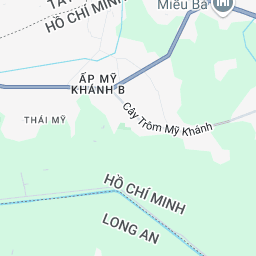 HỒ CHÍ MINH
Miếu Bà
ẤP MỸ
KHÁNH B
Cây Trôm Mỹ Khánh
THÁI MỸ
HỒ CHÍ MINH
LONG AN